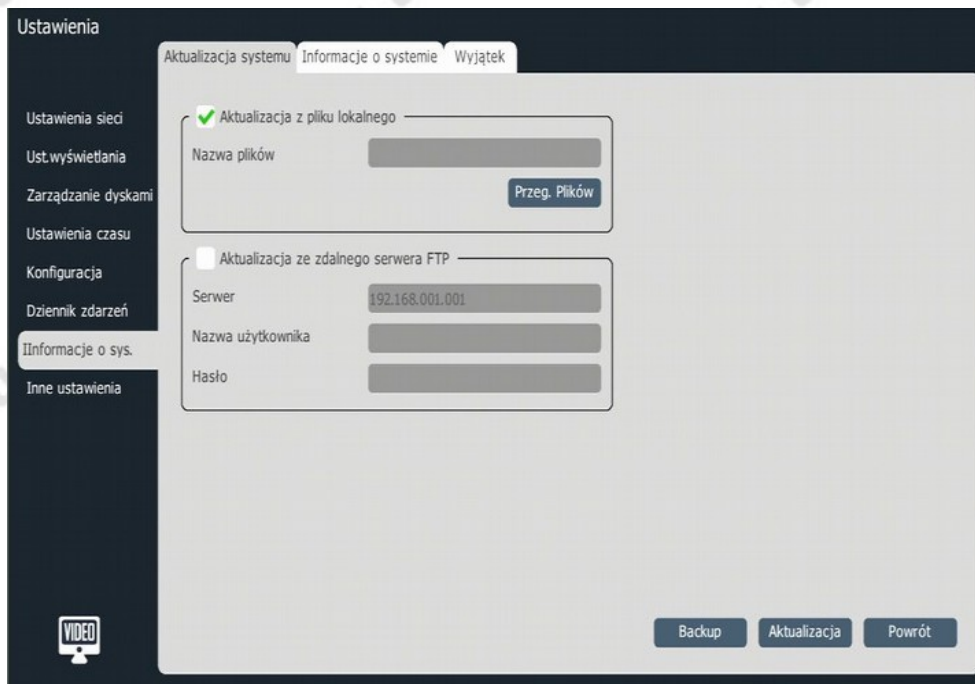 Ustawienia
Aktualizacja systemu Informacje o systemie Wyjątek
Ustawienia sieci
Ust.wyświetlania
Zarządzanie dyskami
Ustawienia czasu
Konfiguracja
Dziennik zdarzeń
IInformacje o sys.
Inne ustawienia
Aktualizacja z pliku lokalnego
Nazwa plików
Przeg. Plików
Aktualizacja ze zdalnego serwera FTP
Serwer 192.168.001.001
Nazwa użytkownika
Hasło
VIDEO
Backup Aktualizacja Powrót